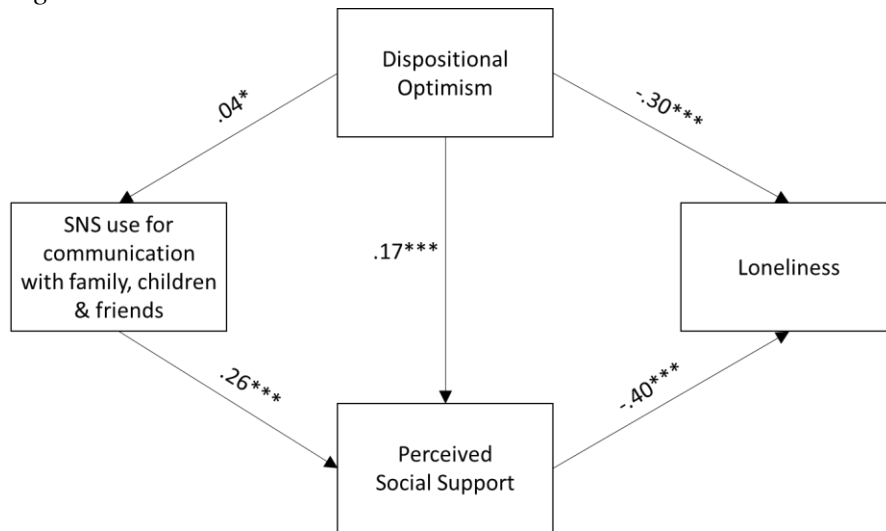 Dispositional
Optimism
.04*
-.30***
SNS use for
communication
with family, children
& friends
.17***
Loneliness
.26***
-.40***
Perceived
Social Support